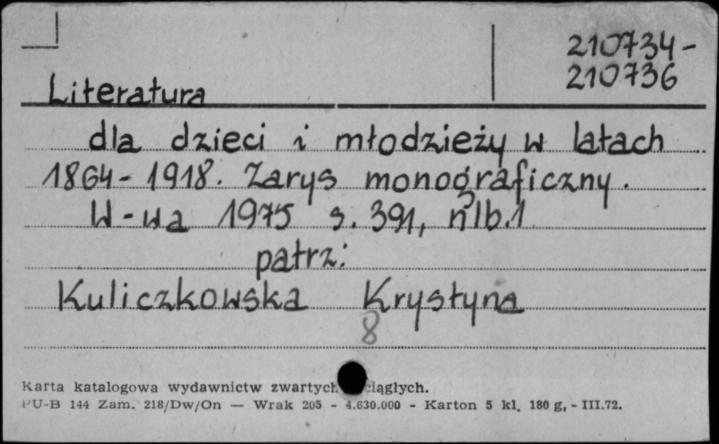 210734-
210736
Literatura
dla dzieci i młodzieży w latach
1864-1918. Zarys monograficzny.
W-wa 1975 s. 391, nlb.1
patrz:
Kuliczkowska Krystyna
8
Karta katalogowa wydawnictw zwartych ciągłych.
PU-B 144 Zam. 218/Dw/On — Wrak 205 - 4.630.000 - Karton 5 kl. 180 g, - III.72.